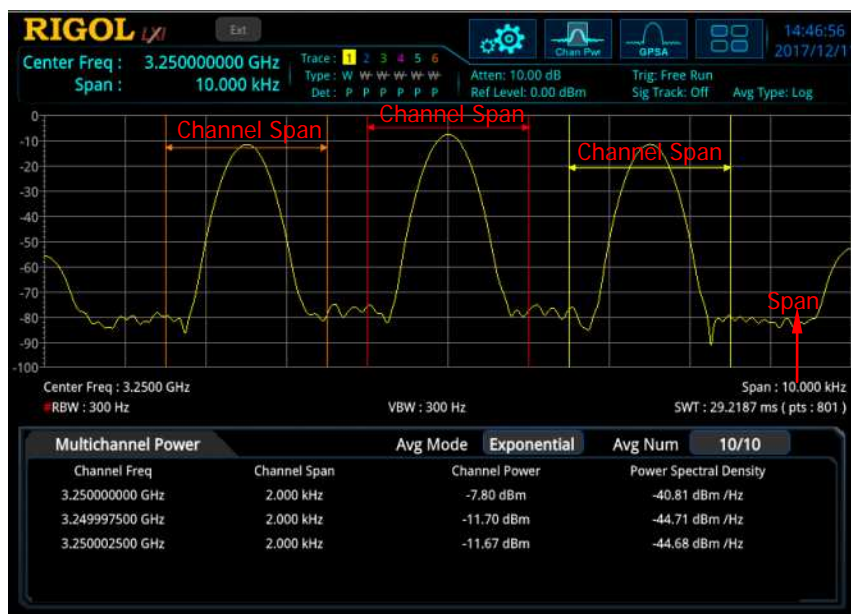 RIGOL LXI Ext 14:46:56
Center Freq : 3.250000000 GHz Trace : 1 2 3 4 5 6 Chan Pwr GPSA 2017/12/1
Span : 10.000 kHz Type : W W W W W W Atten: 10.00 dB Trig: Free Run
Det : P P P P P P Ref Level: 0.00 dBm Sig Track: Off Avg Type: Log
0
Channel Span
Channel Span
-10
Channel Span
-20
-30
-40
-50
-60
-70
Span
-80
-90
-100
Center Freq : 3.2500 GHz Span : 10.000 kHz
RBW : 300 Hz VBW : 300 Hz SWT : 29.2187 ms ( pts : 801 )
Multichannel Power Avg Mode Exponential Avg Num 10/10
Channel Freq Channel Span Channel Power Power Spectral Density
3.250000000 GHz 2.000 kHz -7.80 dBm -40.81 dBm /Hz
3.249997500 GHz 2.000 kHz -11.70 dBm -44.71 dBm /Hz
3.250002500 GHz 2.000 kHz -11.67 dBm -44.68 dBm /Hz